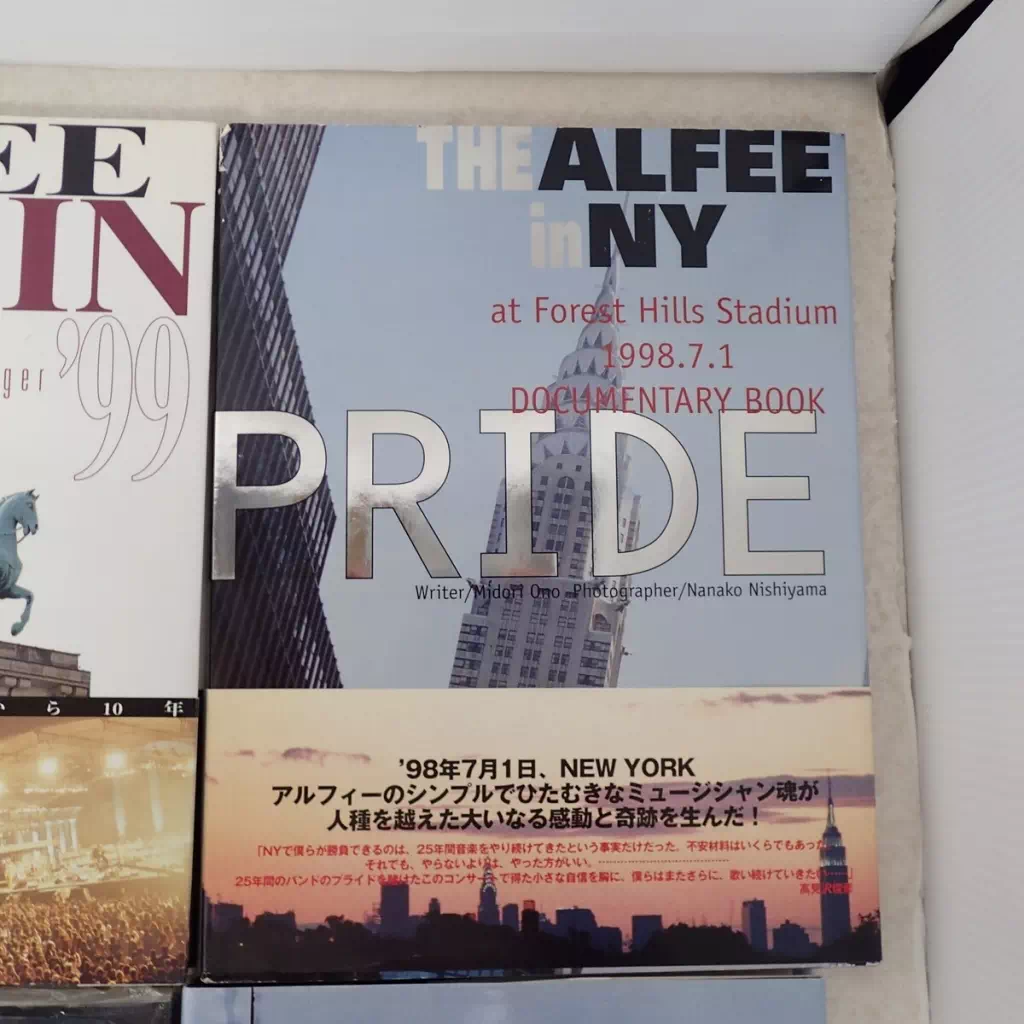 EE
IN
ger '99
から10年
THE ALFEE
in NY
at Forest Hills Stadium
1998.7.1
DOCUMENTARY BOOK
PRIDE
Writer/Midori Ono Photographer/Nanako Nishiyama
'98年7月1日、NEW YORK
アルフィーのシンプルでひたむきなミュージシャン魂が
人種を越えた大いなる感動と奇跡を生んだ!
「NYで僕らが勝負できるのは、25年間音楽をやり続けてきたという事実だけだった。不安材料はいくらでもあった。
それでも、やらないよりは、やった方がいい。……………………………
25年間のバンドのプライドを賭けたこのコンサートで得た小さな自信を胸に、僕らはまたさらに、歌い続けていきたい……」
高見沢俊彦